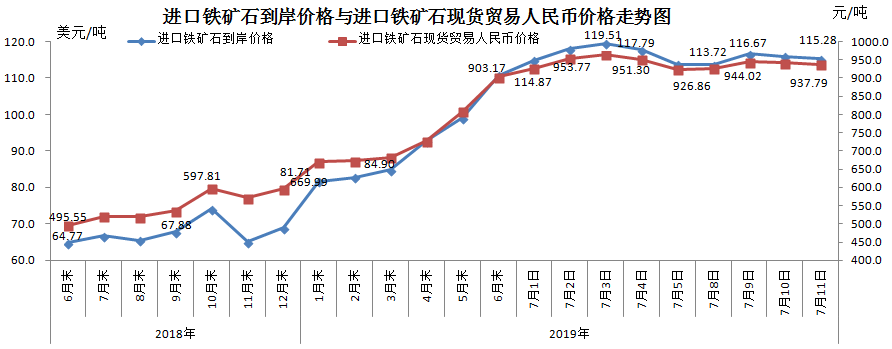 进口铁矿石到岸价格与进口铁矿石现货贸易人民币价格走势图
美元/吨
元/吨
进口铁矿石到岸价格
进口铁矿石现货贸易人民币价格
120.0
110.0
100.0
90.0
80.0
70.0
60.0
1000.0
950.0
900.0
850.0
800.0
750.0
700.0
650.0
600.0
550.0
500.0
450.0
400.0
495.55
64.77
67.88
597.81
81.71
669.99
84.90
903.17
114.87
953.77
119.51
117.79
951.30
926.86
113.72
944.02
116.67
937.79
115.28
6月末
7月末
8月末
9月末
10月末
11月末
12月末
1月末
2月末
3月末
4月末
5月末
6月末
7月1日
7月2日
7月3日
7月4日
7月5日
7月8日
7月9日
7月10日
7月11日
2018年
2019年